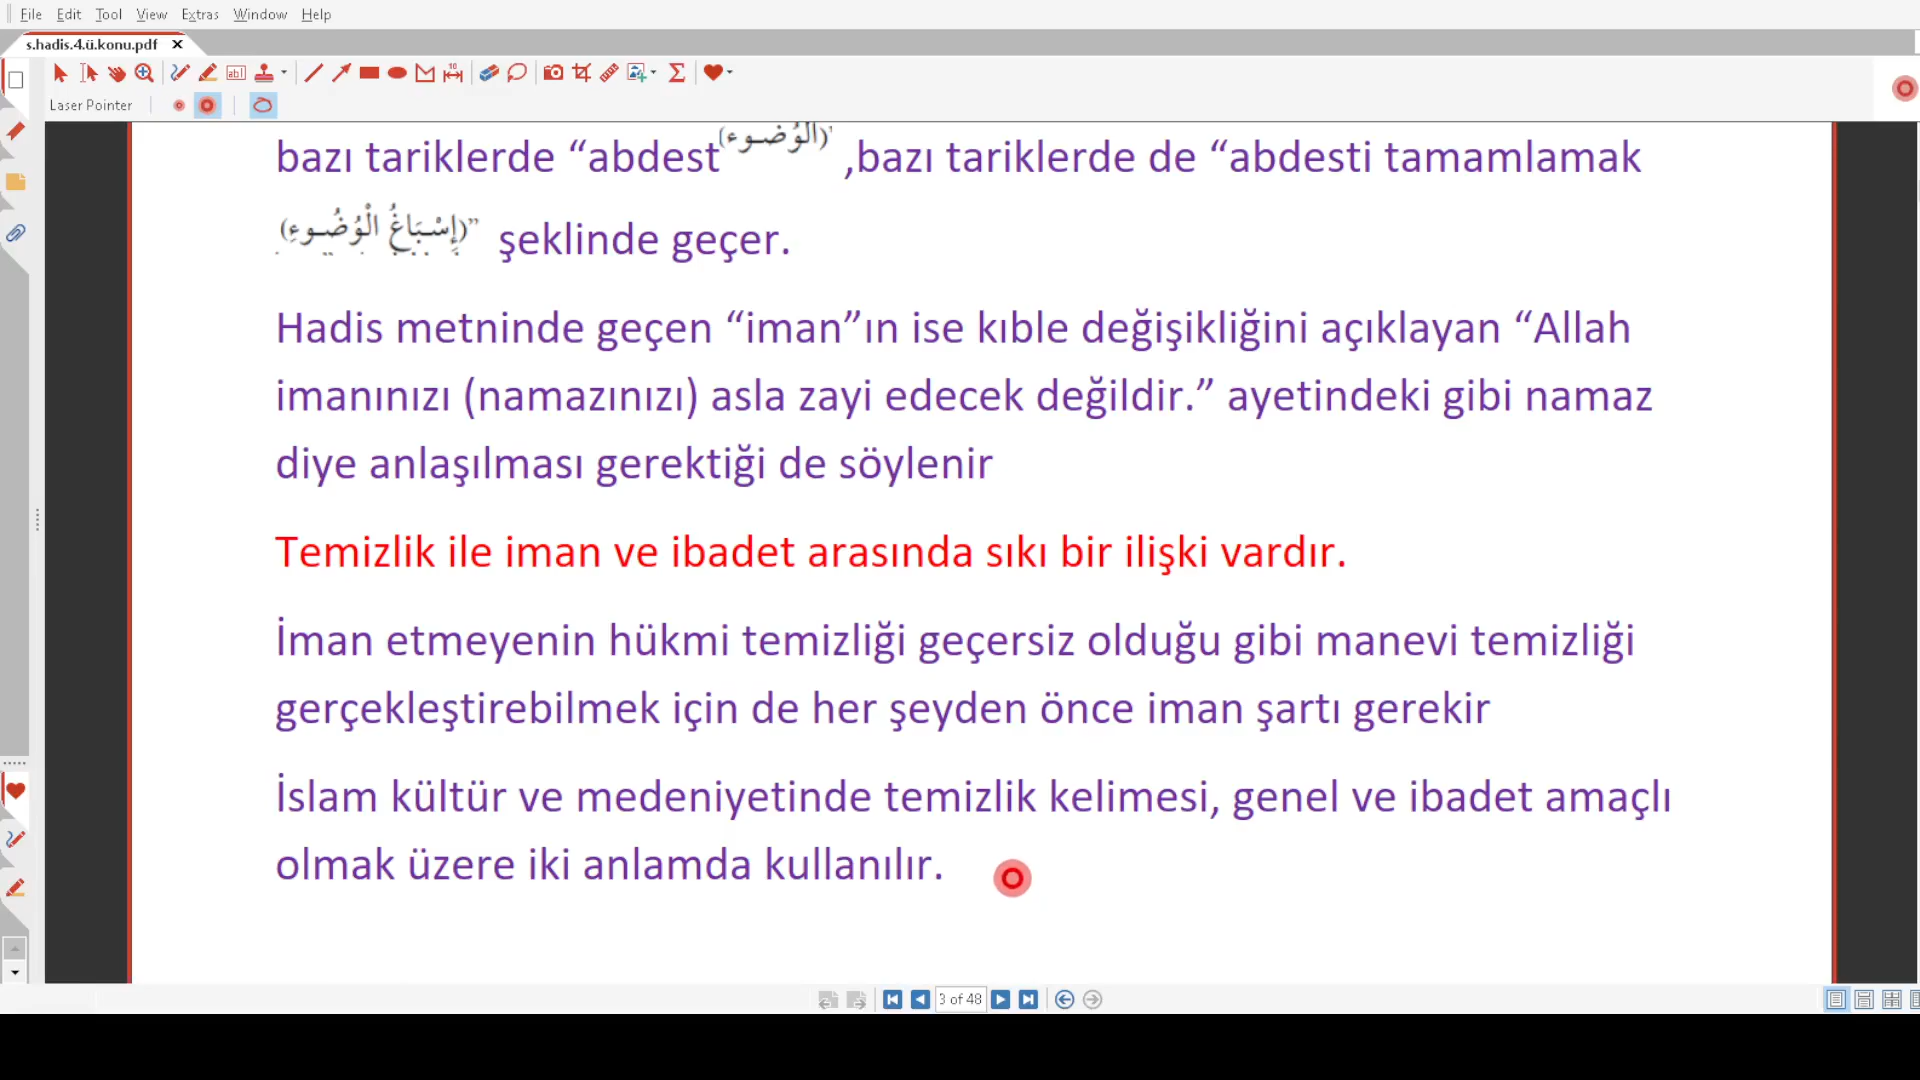 File Edit Tool View Extras Window Help
s.hadis.4.ü.konu.pdf
Laser Pointer
bazı tariklerde “abdest (الْوُضُوءِ) ,bazı tariklerde de “abdesti tamamlamak
(إِسْبَاغُ الْوُضُوءِ)” şeklinde geçer.
Hadis metninde geçen “iman”ın ise kıble değişikliğini açıklayan “Allah
imanınızı (namazınızı) asla zayi edecek değildir.” ayetindeki gibi namaz
diye anlaşılması gerektiği de söylenir
Temizlik ile iman ve ibadet arasında sıkı bir ilişki vardır.
İman etmeyenin hükmi temizliği geçersiz olduğu gibi manevi temizliği
gerçekleştirebilmek için de her şeyden önce iman şartı gerekir
İslam kültür ve medeniyetinde temizlik kelimesi, genel ve ibadet amaçlı
olmak üzere iki anlamda kullanılır.
3 of 48